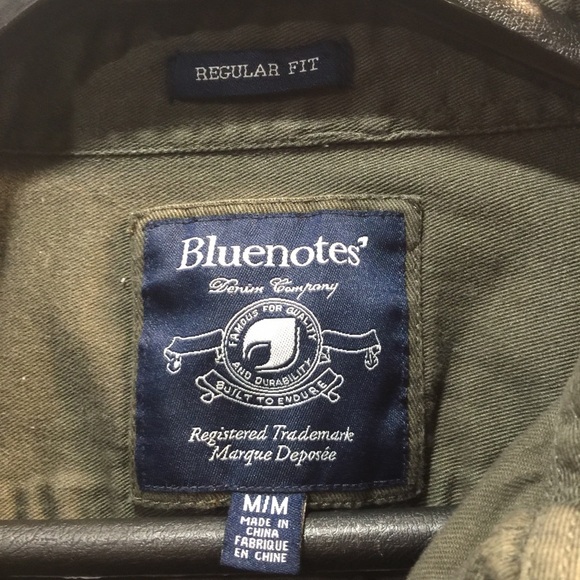 REGULAR FIT
Bluenotes'
Denim Company
FAMOUS FOR QUALITY
AND DURABILITY
BUILT TO ENDURE
Registered Trademark
Marque Deposée
M/M
MADE IN
CHINA
FABRIQUE
EN CHINE